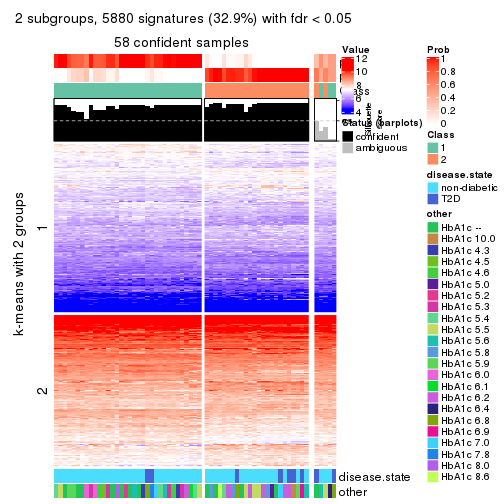 2 subgroups, 5880 signatures (32.9%) with fdr < 0.05
58 confident samples
k-means with 2 groups
1
2
disease.state
other
Value
12
10
8
6
4
Status (barplots)
confident
ambiguous
Silhouette
score
Prob
1
0.8
0.6
0.4
0.2
0
Class
1
2
disease.state
non-diabetic
T2D
other
HbA1c --
HbA1c 10.0
HbA1c 4.3
HbA1c 4.5
HbA1c 4.6
HbA1c 5.0
HbA1c 5.2
HbA1c 5.3
HbA1c 5.4
HbA1c 5.5
HbA1c 5.6
HbA1c 5.8
HbA1c 5.9
HbA1c 6.0
HbA1c 6.1
HbA1c 6.2
HbA1c 6.4
HbA1c 6.8
HbA1c 6.9
HbA1c 7.0
HbA1c 7.8
HbA1c 8.0
HbA1c 8.6